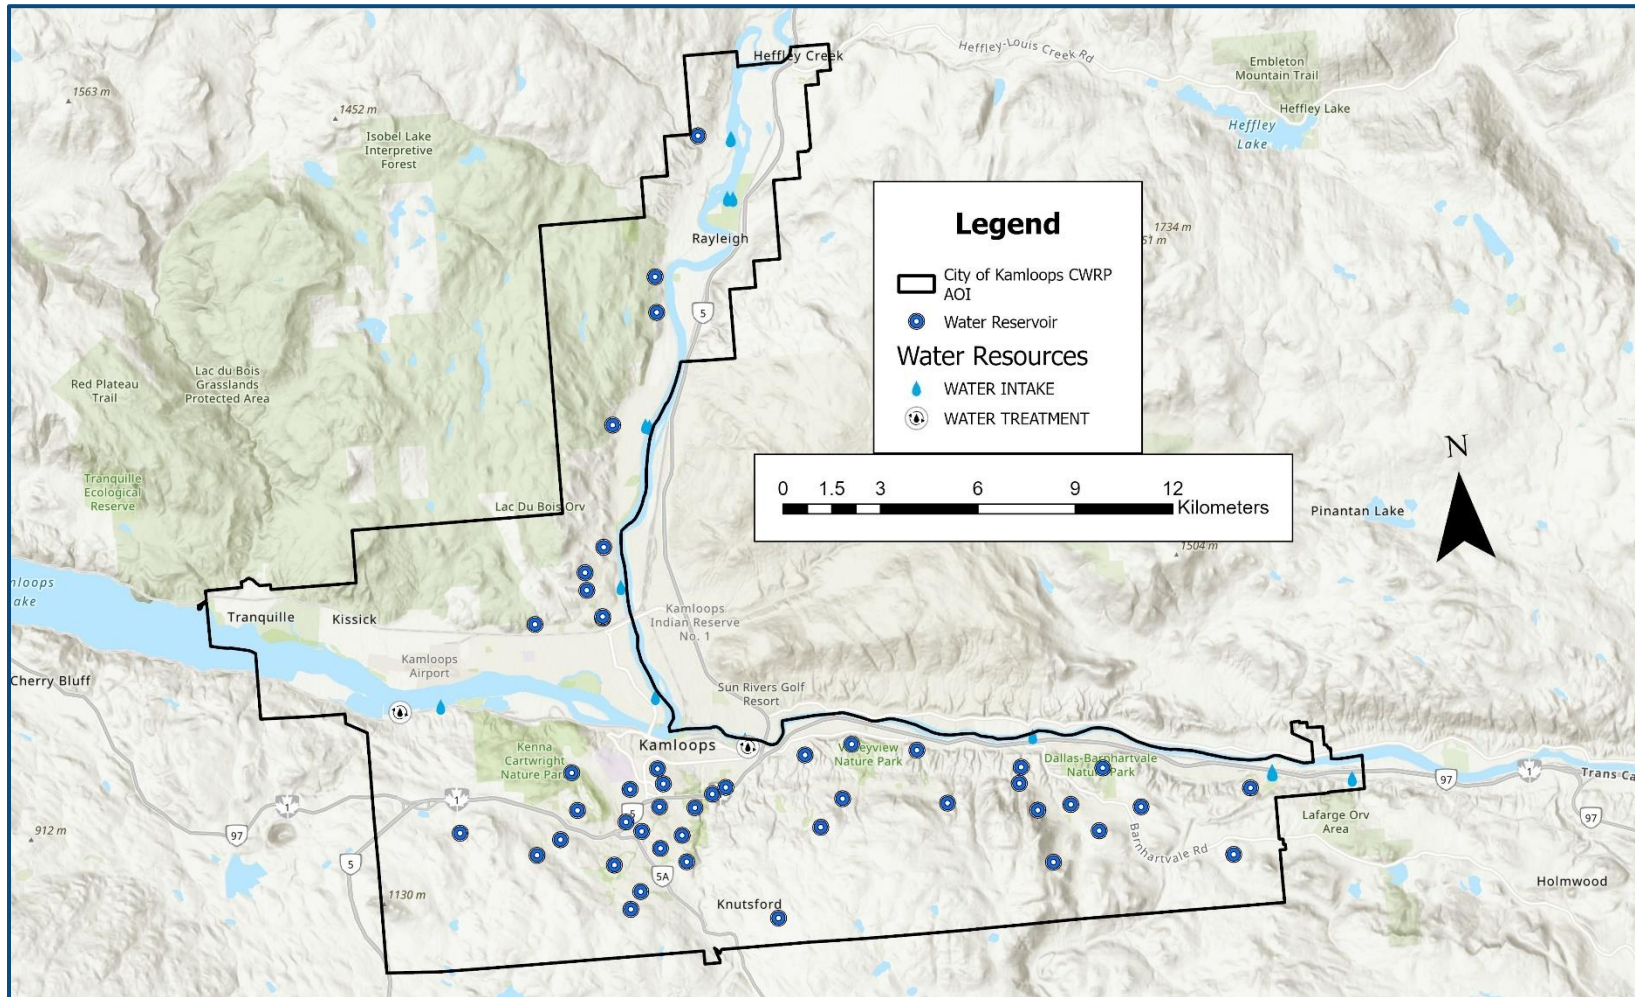 Heffley Creek
Heffley-Louis Creek Rd
Embleton
Mountain Trail
Heffley Lake
Heffley
Lake
1563 m
1452 m
Isobel Lake
Interpretive
Forest
Rayleigh
1734 m
51 m
5
Legend
City of Kamloops CWRP
AOI
Water Reservoir
Water Resources
WATER INTAKE
WATER TREATMENT
0 1.5 3 6 9 12
Kilometers
N
Lac du Bois
Grasslands
Protected Area
Red Plateau
Trail
Tranquille
Ecological
Reserve
Lac Du Bois Orv
Pinantan Lake
1504 m
mloops
ake
Tranquille
Kissick
Kamloops
Indian Reserve
No. 1
Kamloops
Airport
Cherry Bluff
Sun Rivers Golf
Resort
Kamloops
Kenna
Cartwright
Nature Park
Valleyview
Nature Park
Dallas-Barnhartvale
Nature Park
97
1
Trans Ca
1
1
97
5
5
5A
97
912 m
Lafarge Orv
Area
Barnhartvale Rd
1130 m
Knutsford
Holmwood